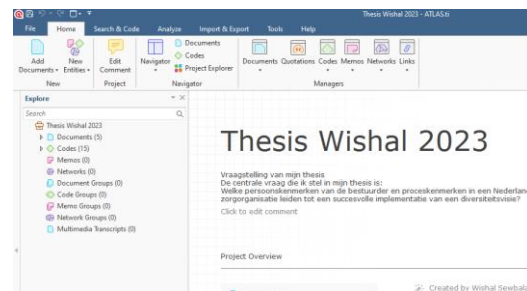 Thesis Wishal 2023 - ATLAS.ti
File Home Search & Code Analyze Import & Export Tools Help
Add Documents
New Entities
Edit Comment
Navigator
Documents
Codes
Project Explorer
Documents Quotations Codes Memos Networks Links
New Project Navigator Managers
Explore
Search
Thesis Wishal 2023
Documents (5)
Codes (15)
Memos (0)
Networks (0)
Document Groups (0)
Code Groups (0)
Memo Groups (0)
Network Groups (0)
Multimedia Transcripts (0)
Thesis Wishal 2023
Vraagstelling van mijn thesis
De centrale vraag die ik stel in mijn thesis is:
Welke persoonskenmerken van de bestuurder en proceskenmerken in een Nederlan
zorgorganisatie leiden tot een succesvolle implementatie van een diversiteitsvisie?
Click to edit comment
Project Overview
Created by Wishal Sewbala